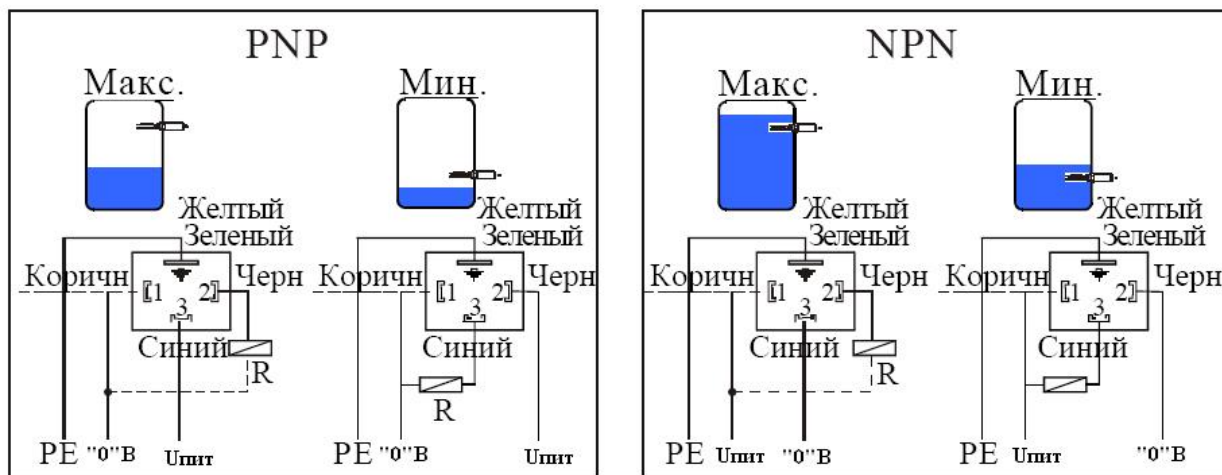 PNP
Макс. Мин.
Желтый
Зеленый
Желтый
Зеленый
Коричн 1 2 3 Черн
Коричн 1 2 3 Черн
Синий
R
Синий
R
PE "0"В Uпит
PE "0"В Uпит
NPN
Макс. Мин.
Желтый
Зеленый
Желтый
Зеленый
Коричн 1 2 3 Черн
Коричн 1 2 3 Черн
Синий
R
Синий
PE Uпит "0"В
PE Uпит "0"В